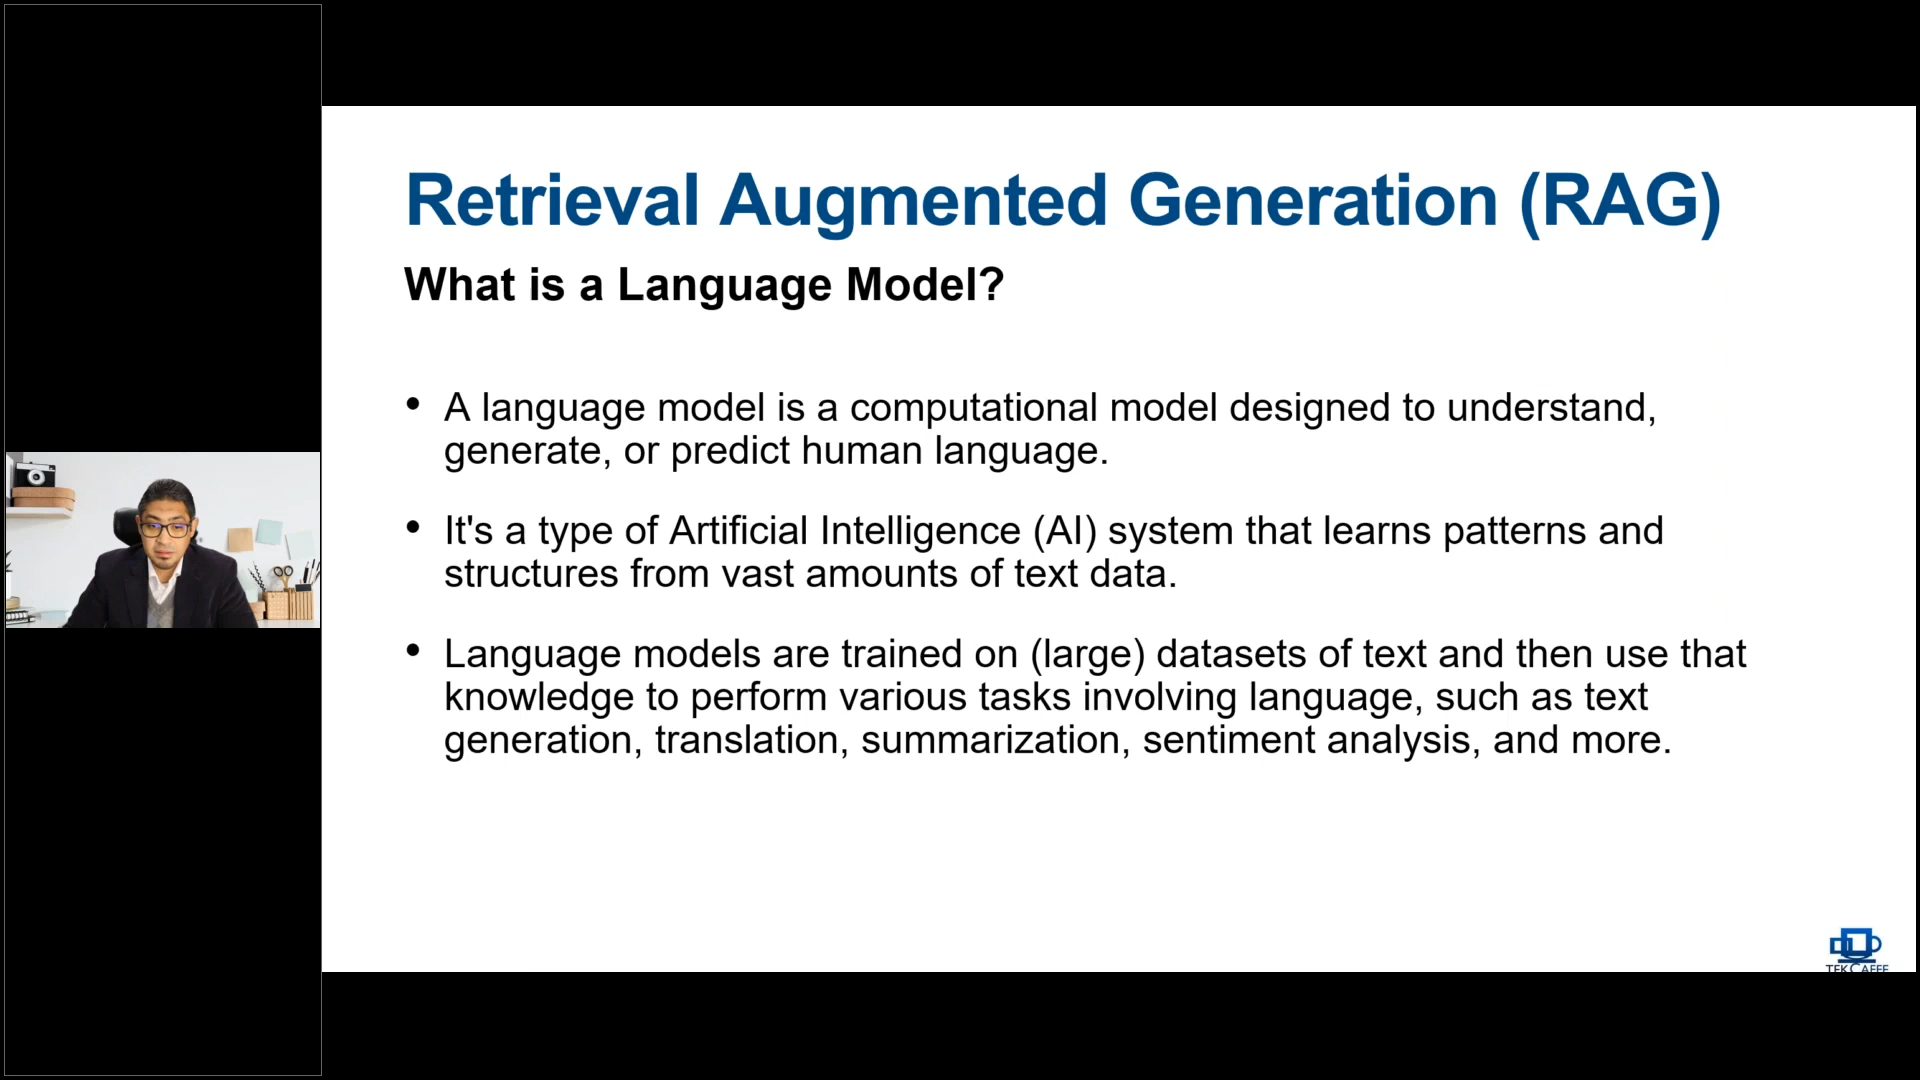 Retrieval Augmented Generation (RAG)
What is a Language Model?
• A language model is a computational model designed to understand,
generate, or predict human language.
• It's a type of Artificial Intelligence (AI) system that learns patterns and
structures from vast amounts of text data.
• Language models are trained on (large) datasets of text and then use that
knowledge to perform various tasks involving language, such as text
generation, translation, summarization, sentiment analysis, and more.
TEKCAFFE